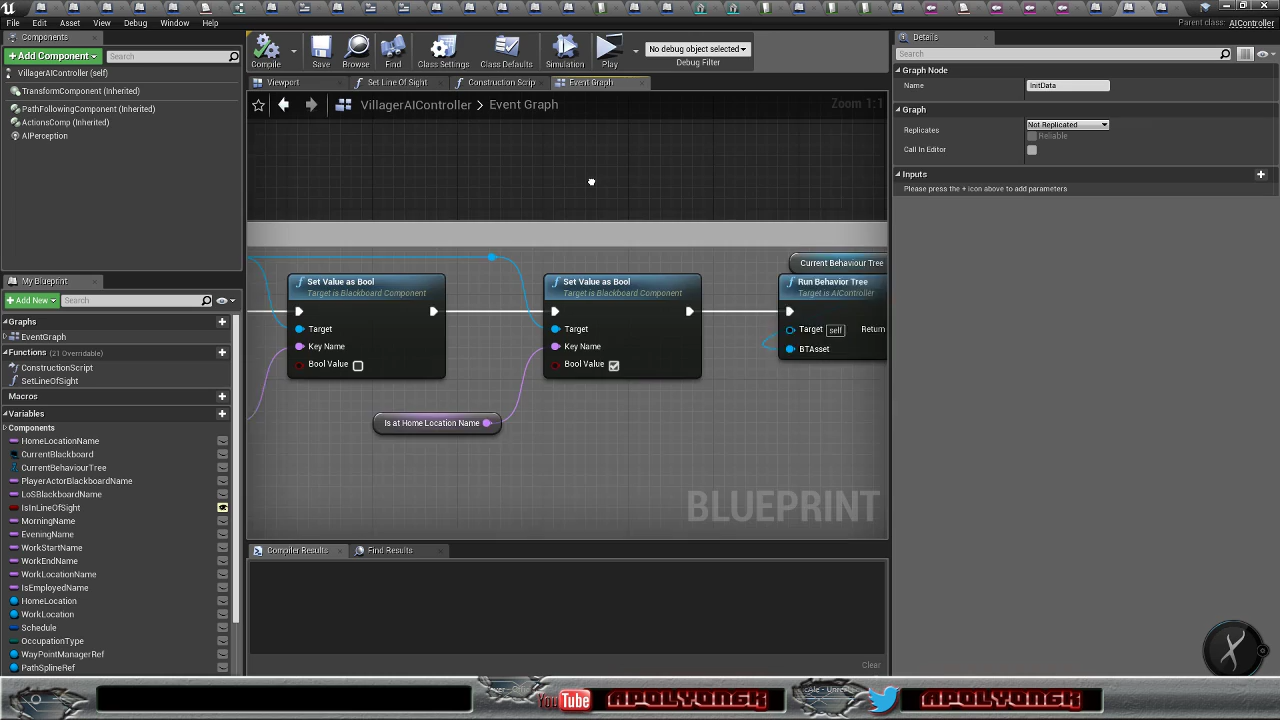 File Edit Asset View Debug Window Help
Parent class: AIController
Components
Add Component
Search
VillagerAIController (self)
TransformComponent (Inherited)
PathFollowingComponent (Inherited)
ActionsComp (Inherited)
AIPerception
Compile
Save
Browse
Find
Class Settings
Class Defaults
Simulation
Play
No debug object selected
Debug Filter
Viewport
Set Line Of Sight
Construction Scrip
Event Graph
VillagerAIController > Event Graph
Zoom 1:1
Set Value as Bool
Target is Blackboard Component
Target
Key Name
Bool Value
Set Value as Bool
Target is Blackboard Component
Target
Key Name
Bool Value
Is at Home Location Name
Current Behaviour Tree
Run Behavior Tree
Target is AIController
Target self Return
BTAsset
BLUEPRINT
My Blueprint
Add New
Search
Graphs
EventGraph
Functions (21 Overridable)
ConstructionScript
SetLineOfSight
Macros
Variables
Components
HomeLocationName
CurrentBlackboard
CurrentBehaviourTree
PlayerActorBlackboardName
LoSBlackboardName
IsInLineOfSight
MorningName
EveningName
WorkStartName
WorkEndName
WorkLocationName
IsEmployedName
HomeLocation
WorkLocation
Schedule
OccupationType
WayPointManagerRef
PathSplineRef
Compiler Results
Find Results
Clear
Details
Search
Graph Node
Name InitData
Graph
Replicates Not Replicated
Reliable
Call In Editor
Inputs
Please press the + icon above to add parameters
YouTube
APOLYONGK
APOLYONGK